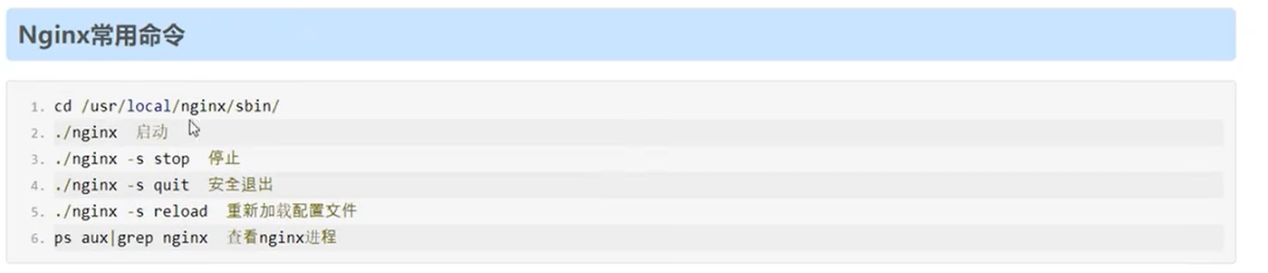 Nginx常用命令
1. cd /usr/local/nginx/sbin/
2. ./nginx  启动
3. ./nginx -s stop  停止
4. ./nginx -s quit  安全退出
5. ./nginx -s reload  重新加载配置文件
6. ps aux|grep nginx  查看nginx进程